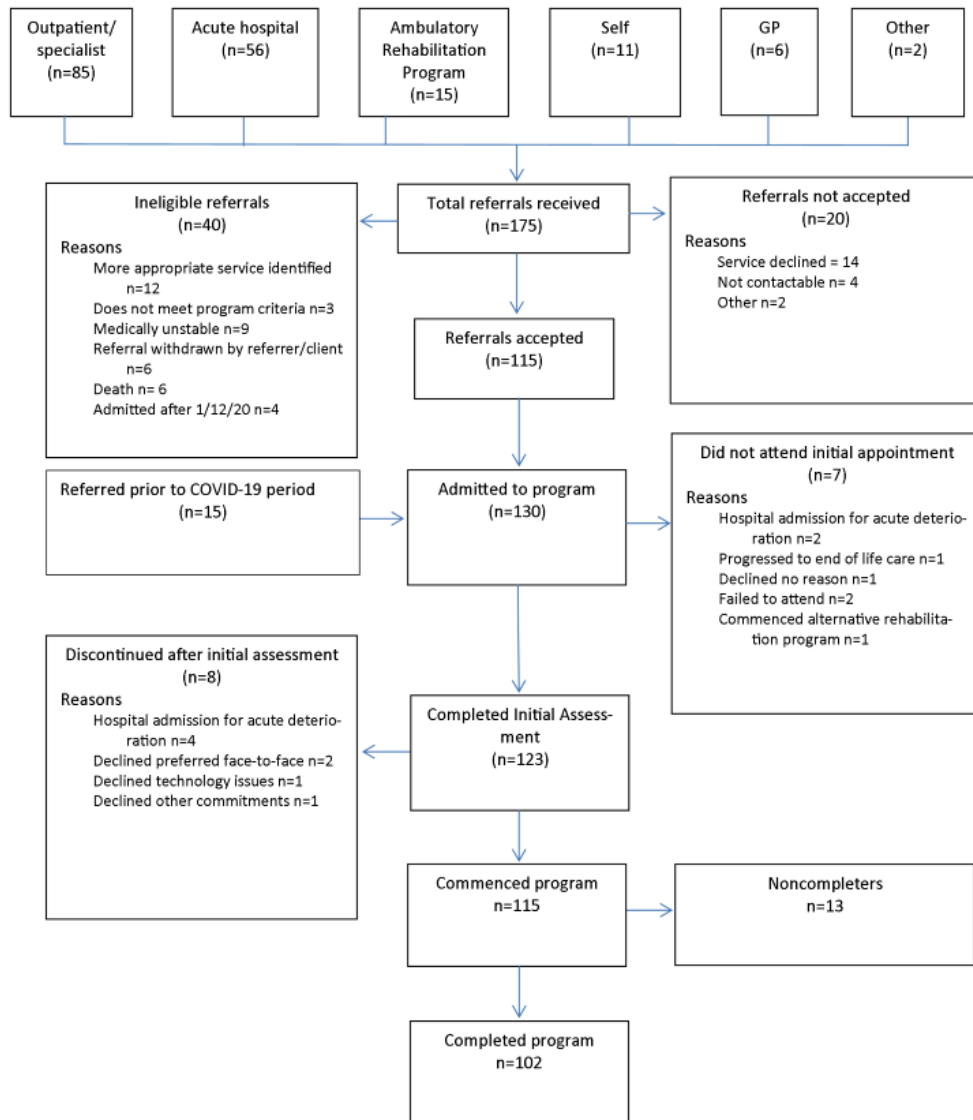 Outpatient/
specialist
(n=85)
Acute hospital
(n=56)
Ambulatory
Rehabilitation
Program
(n=15)
Self
(n=11)
GP
(n=6)
Other
(n=2)
Ineligible referrals
(n=40)
Reasons
More appropriate service identified
n=12
Does not meet program criteria n=3
Medically unstable n=9
Referral withdrawn by referrer/client
n=6
Death n= 6
Admitted after 1/12/20 n=4
Total referrals received
(n=175)
Referrals not accepted
(n=20)
Reasons
Service declined = 14
Not contactable n= 4
Other n=2
Referrals accepted
(n=115)
Referred prior to COVID-19 period
(n=15)
Admitted to program
(n=130)
Did not attend initial appointment
(n=7)
Reasons
Hospital admission for acute deterio-
ration n=2
Progressed to end of life care n=1
Declined no reason n=1
Failed to attend n=2
Commenced alternative rehabilita-
tion program n=1
Discontinued after initial assessment
(n=8)
Reasons
Hospital admission for acute deterio-
ration n=4
Declined preferred face-to-face n=2
Declined technology issues n=1
Declined other commitments n=1
Completed Initial Assess-
ment
(n=123)
Commenced program
n=115
Noncompleters
n=13
Completed program
n=102